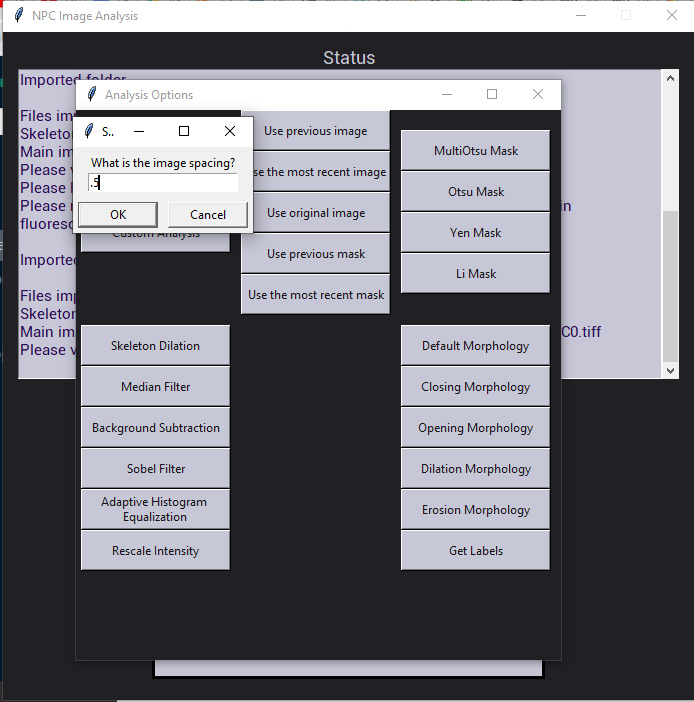 NPC Image Analysis
Status
Imported folder
Analysis Options
Files im
Skeleton
Main im
Please v
Please
Please
fluoresc
in
S..
What is the image spacing?
.5
OK
Cancel
Custom Analysis
Use previous image
se the most recent image
Use original image
Use previous mask
Use the most recent mask
MultiOtsu Mask
Otsu Mask
Yen Mask
Li Mask
Imported
Files imp
Skeleton
Main im
C0.tiff
Please v
Skeleton Dilation
Median Filter
Background Subtraction
Sobel Filter
Adaptive Histogram
Equalization
Rescale Intensity
Default Morphology
Closing Morphology
Opening Morphology
Dilation Morphology
Erosion Morphology
Get Labels